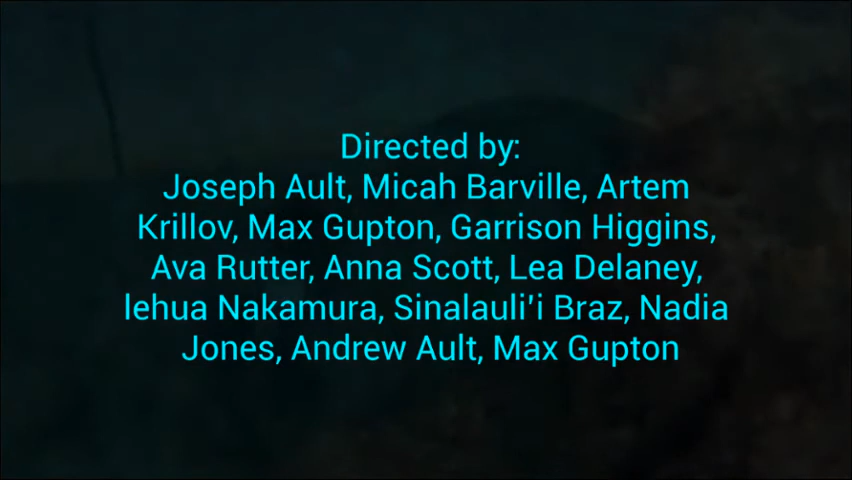 Directed by:
Joseph Ault, Micah Barville, Artem
Krillov, Max Gupton, Garrison Higgins,
Ava Rutter, Anna Scott, Lea Delaney,
lehua Nakamura, Sinalauli'i Braz, Nadia
Jones, Andrew Ault, Max Gupton